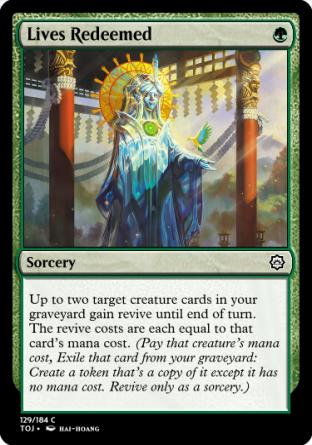 Lives Redeemed
Sorcery
Up to two target creature cards in your
graveyard gain revive until end of turn.
The revive costs are each equal to that
card's mana cost. (Pay that creature's mana
cost, Exile that card from your graveyard:
Create a token that's a copy of it except it has
no mana cost. Revive only as a sorcery.)
129/184 C
TOJ • HAI-HOANG